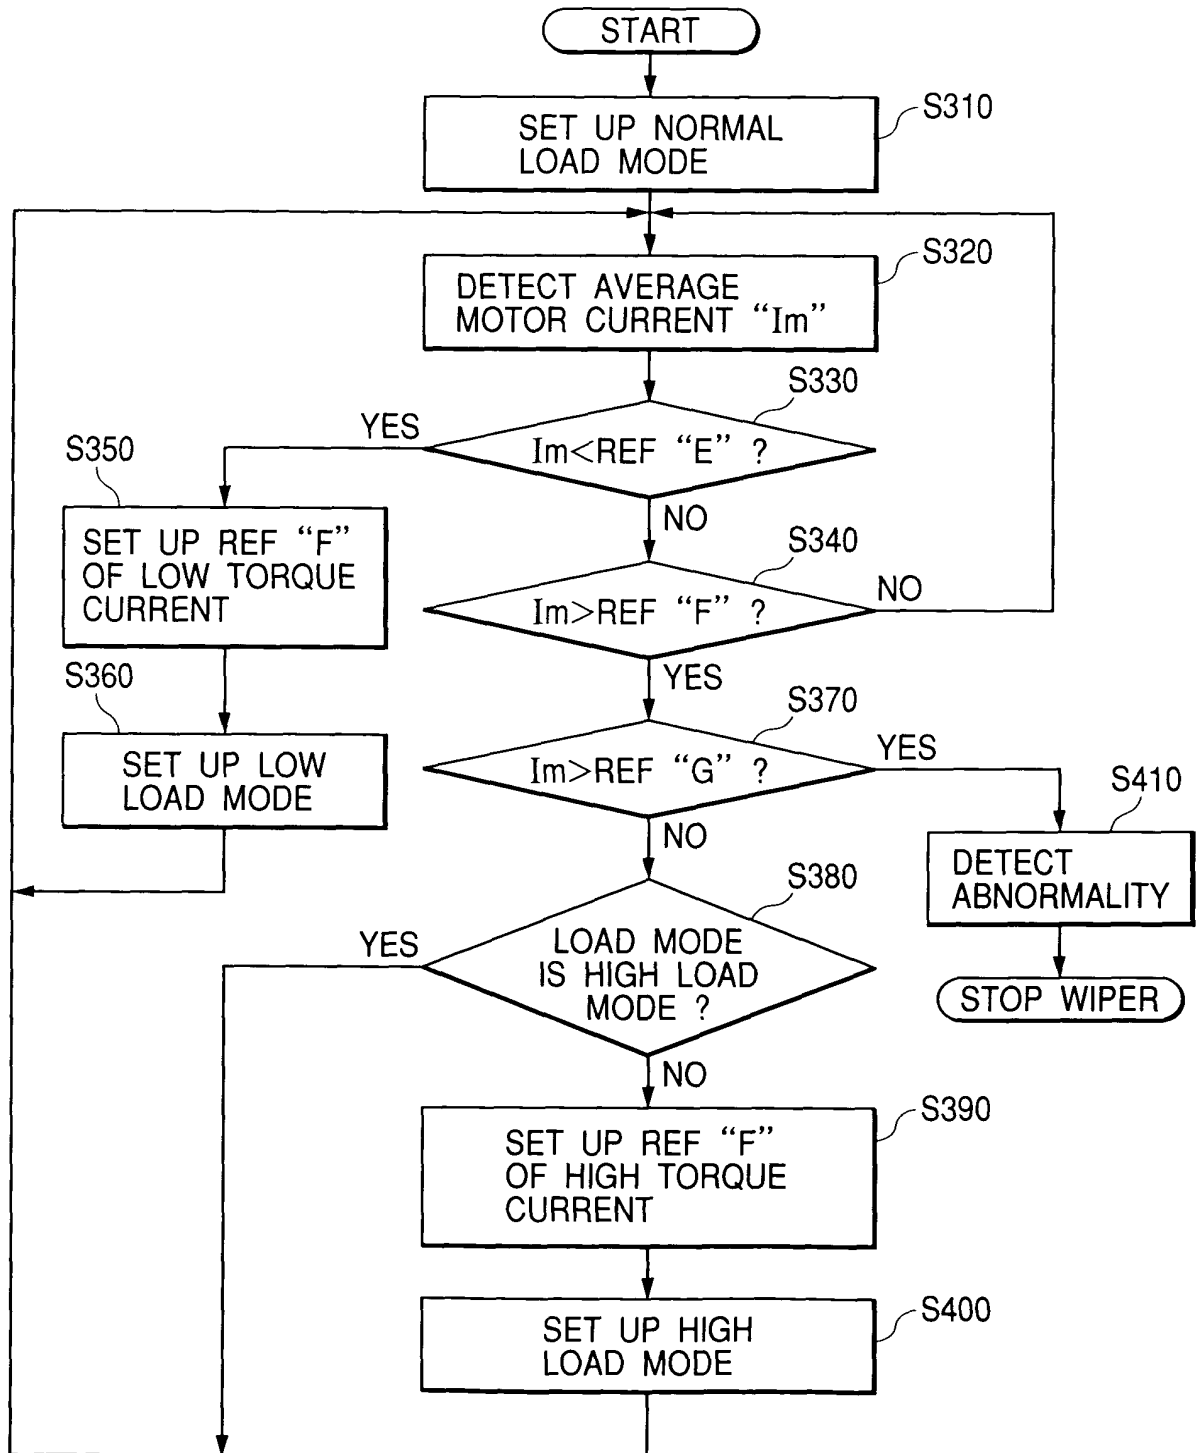 START
S310
SET UP NORMAL
LOAD MODE
S320
DETECT AVERAGE
MOTOR CURRENT “Im”
S330
Im<REF “E” ?
YES
NO
S350
SET UP REF “F”
OF LOW TORQUE
CURRENT
S340
Im>REF “F” ?
NO
YES
S360
SET UP LOW
LOAD MODE
S370
Im>REF “G” ?
YES
NO
S410
DETECT
ABNORMALITY
STOP WIPER
S380
LOAD MODE
IS HIGH LOAD
MODE ?
YES
NO
S390
SET UP REF “F”
OF HIGH TORQUE
CURRENT
S400
SET UP HIGH
LOAD MODE